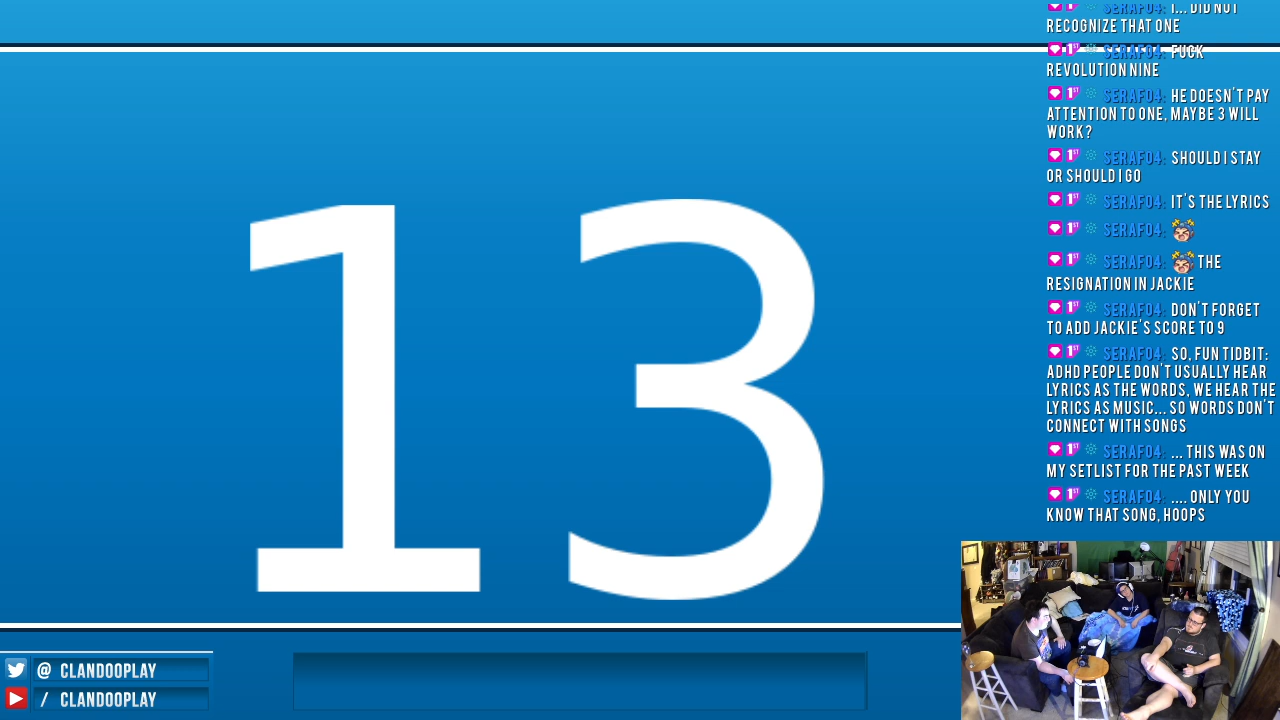 SERAF04: I... DID NOT
RECOGNIZE THAT ONE
SERAF04: FUCK
REVOLUTION NINE
SERAF04: HE DOESN'T PAY
ATTENTION TO ONE, MAYBE 3 WILL
WORK?
SERAF04: SHOULD I STAY
OR SHOULD I GO
SERAF04: IT'S THE LYRICS
SERAF04:
SERAF04: THE
RESIGNATION IN JACKIE
SERAF04: DON'T FORGET
TO ADD JACKIE'S SCORE TO 9
SERAF04: SO, FUN TIDBIT:
ADHD PEOPLE DON'T USUALLY HEAR
LYRICS AS THE WORDS, WE HEAR THE
LYRICS AS MUSIC... SO WORDS DON'T
CONNECT WITH SONGS
SERAF04: ... THIS WAS ON
MY SETLIST FOR THE PAST WEEK
SERAF04: .... ONLY YOU
KNOW THAT SONG, HOOPS
13
@ CLANDOOPLAY
/ CLANDOOPLAY